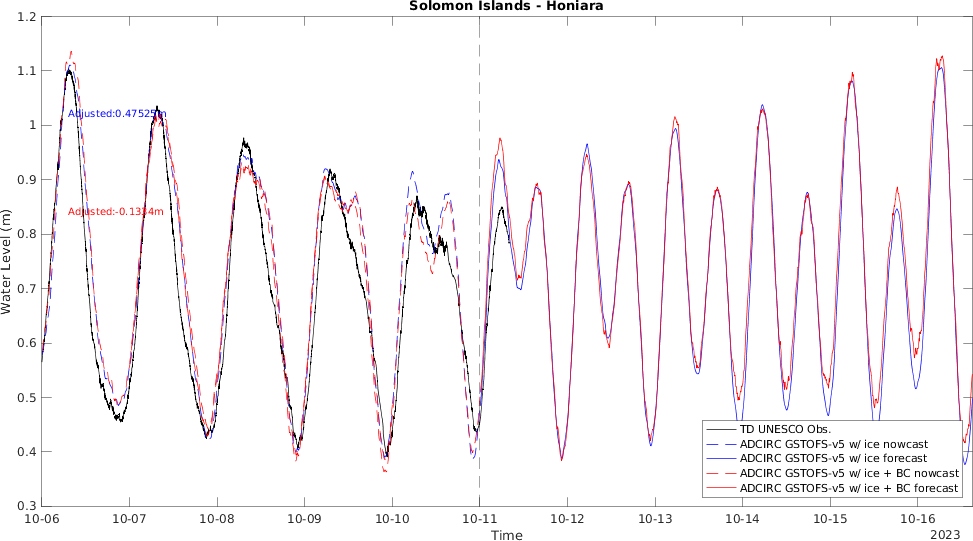 Solomon Islands - Honiara
1.2
1.1
1
0.9
0.8
0.7
0.6
0.5
0.4
0.3
Water Level (m)
Adjusted:0.47525m
Adjusted:-0.1314m
TD UNESCO Obs.
ADCIRC GSTOFS-v5 w/ ice nowcast
ADCIRC GSTOFS-v5 w/ ice forecast
ADCIRC GSTOFS-v5 w/ ice + BC nowcast
ADCIRC GSTOFS-v5 w/ ice + BC forecast
10-06 10-07 10-08 10-09 10-10 10-11 10-12 10-13 10-14 10-15 10-16
Time
2023